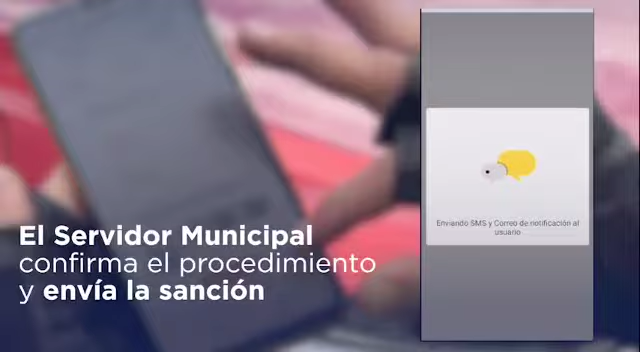 El Servidor Municipal
confirma el procedimiento
y envía la sanción
Enviando SMS y Correo de notificación al
usuario